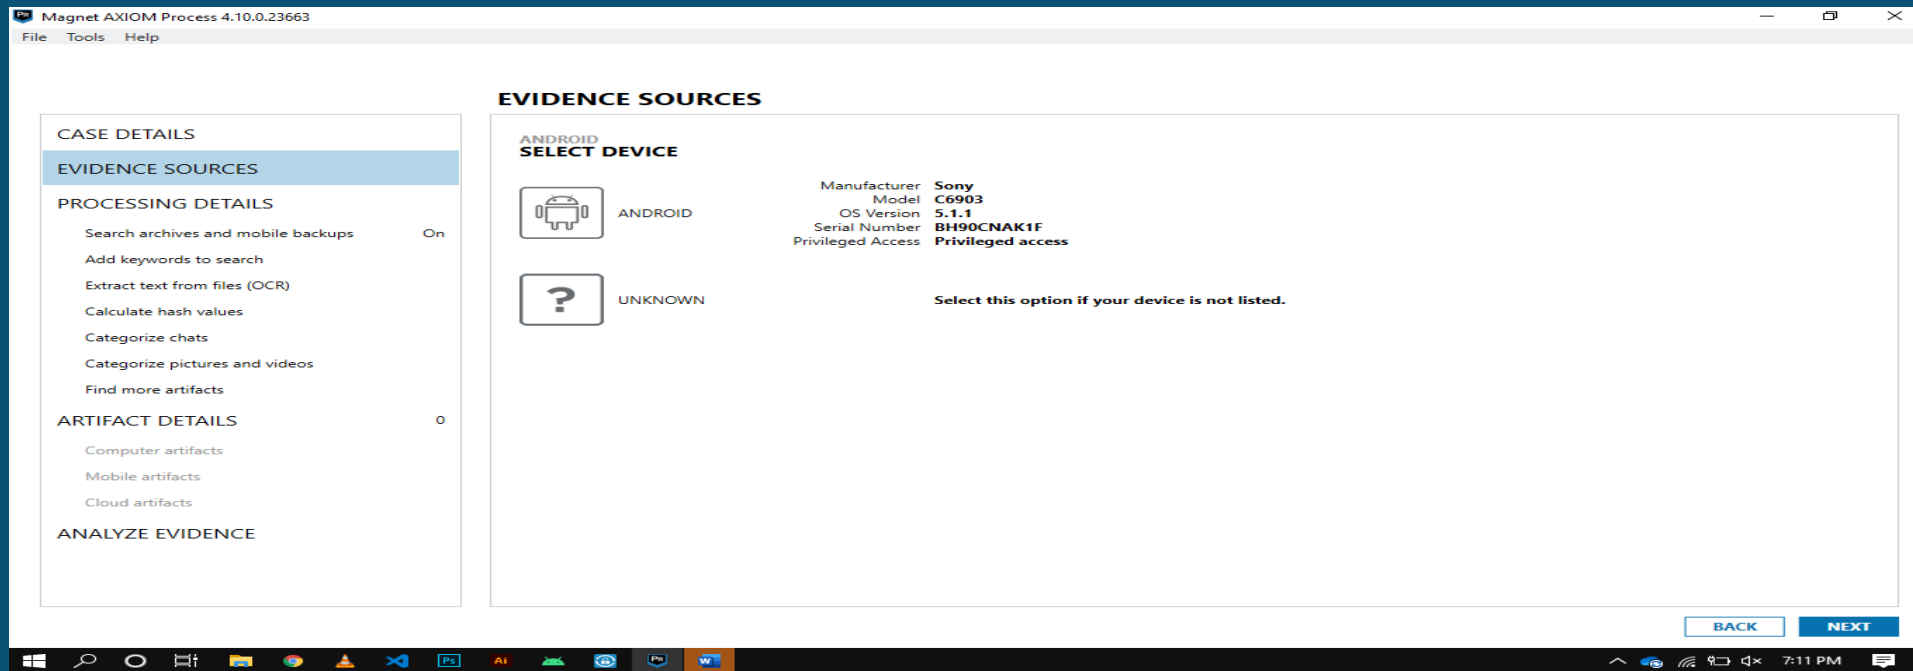 Magnet AXIOM Process 4.10.0.23663
File Tools Help
EVIDENCE SOURCES
CASE DETAILS
EVIDENCE SOURCES
PROCESSING DETAILS
Search archives and mobile backups On
Add keywords to search
Extract text from files (OCR)
Calculate hash values
Categorize chats
Categorize pictures and videos
Find more artifacts
ARTIFACT DETAILS 0
Computer artifacts
Mobile artifacts
Cloud artifacts
ANALYZE EVIDENCE
ANDROID
SELECT DEVICE
ANDROID
Manufacturer Sony
Model C6903
OS Version 5.1.1
Serial Number BH90CNAK1F
Privileged Access Privileged access
?
UNKNOWN Select this option if your device is not listed.
BACK NEXT
Ps Ai PR W 7:11 PM